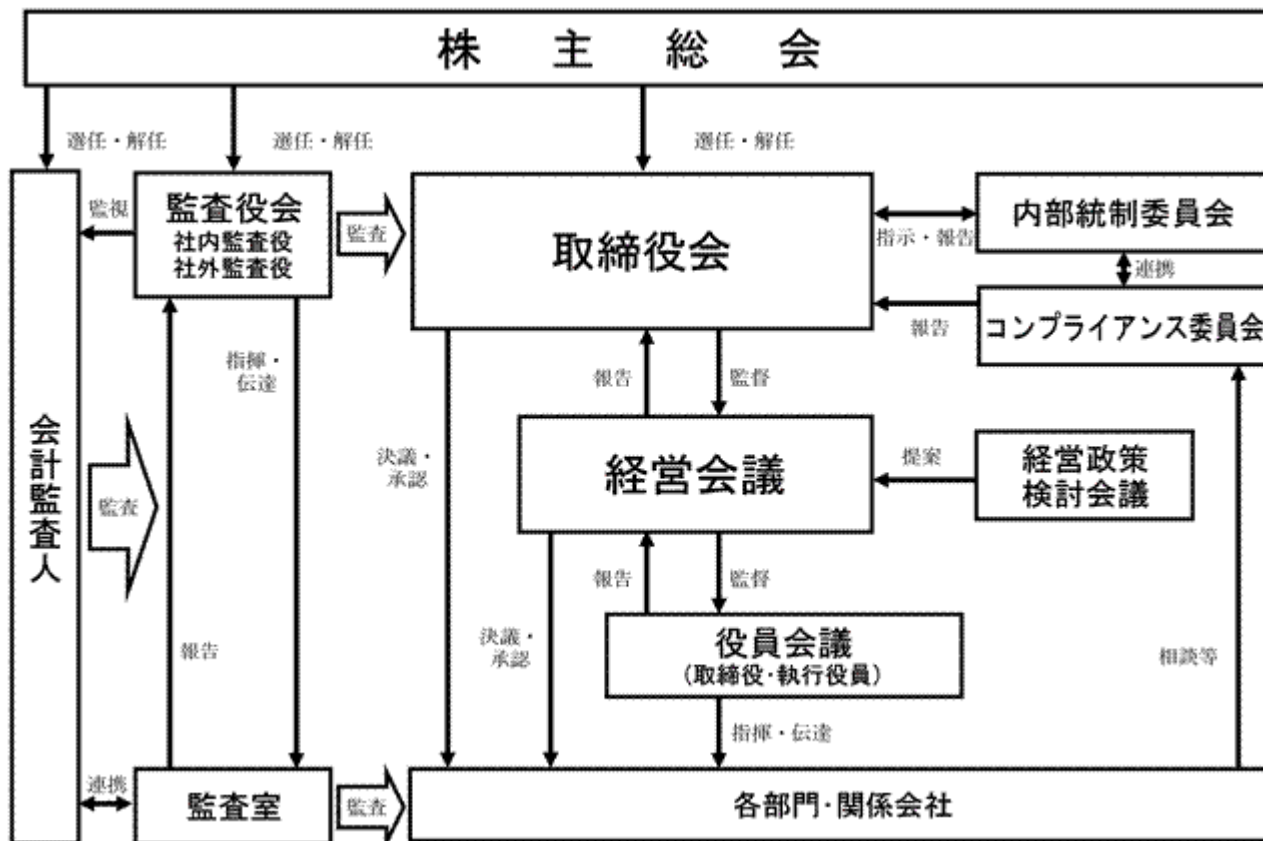 株主総会
選任・解任
選任・解任
選任・解任
監視
監査役会
社内監査役
社外監査役
監査
取締役会
内部統制委員会
指示・報告
連携
コンプライアンス委員会
報告
指揮・
伝達
報告
監督
会計監査人
監査
決議・
承認
経営会議
提案
経営政策
検討会議
報告
監督
報告
決議・
承認
役員会議
(取締役・執行役員)
相談等
指揮・伝達
連携
監査室
監査
各部門・関係会社